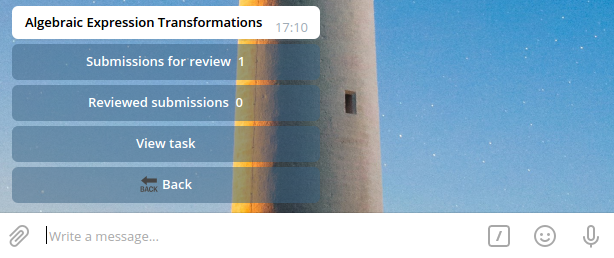 Algebraic Expression Transformations 17:10
Submissions for review 1
Reviewed submissions 0
View task
BACK Back
Write a message...
/